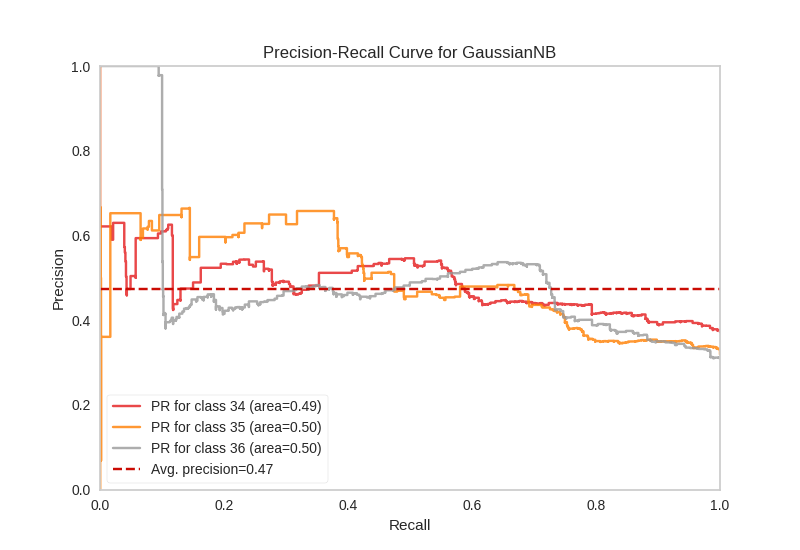 Precision-Recall Curve for GaussianNB
1.0
0.8
0.6
0.4
0.2
0.0
Precision
PR for class 34 (area=0.49)
PR for class 35 (area=0.50)
PR for class 36 (area=0.50)
Avg. precision=0.47
0.0 0.2 0.4 0.6 0.8 1.0
Recall